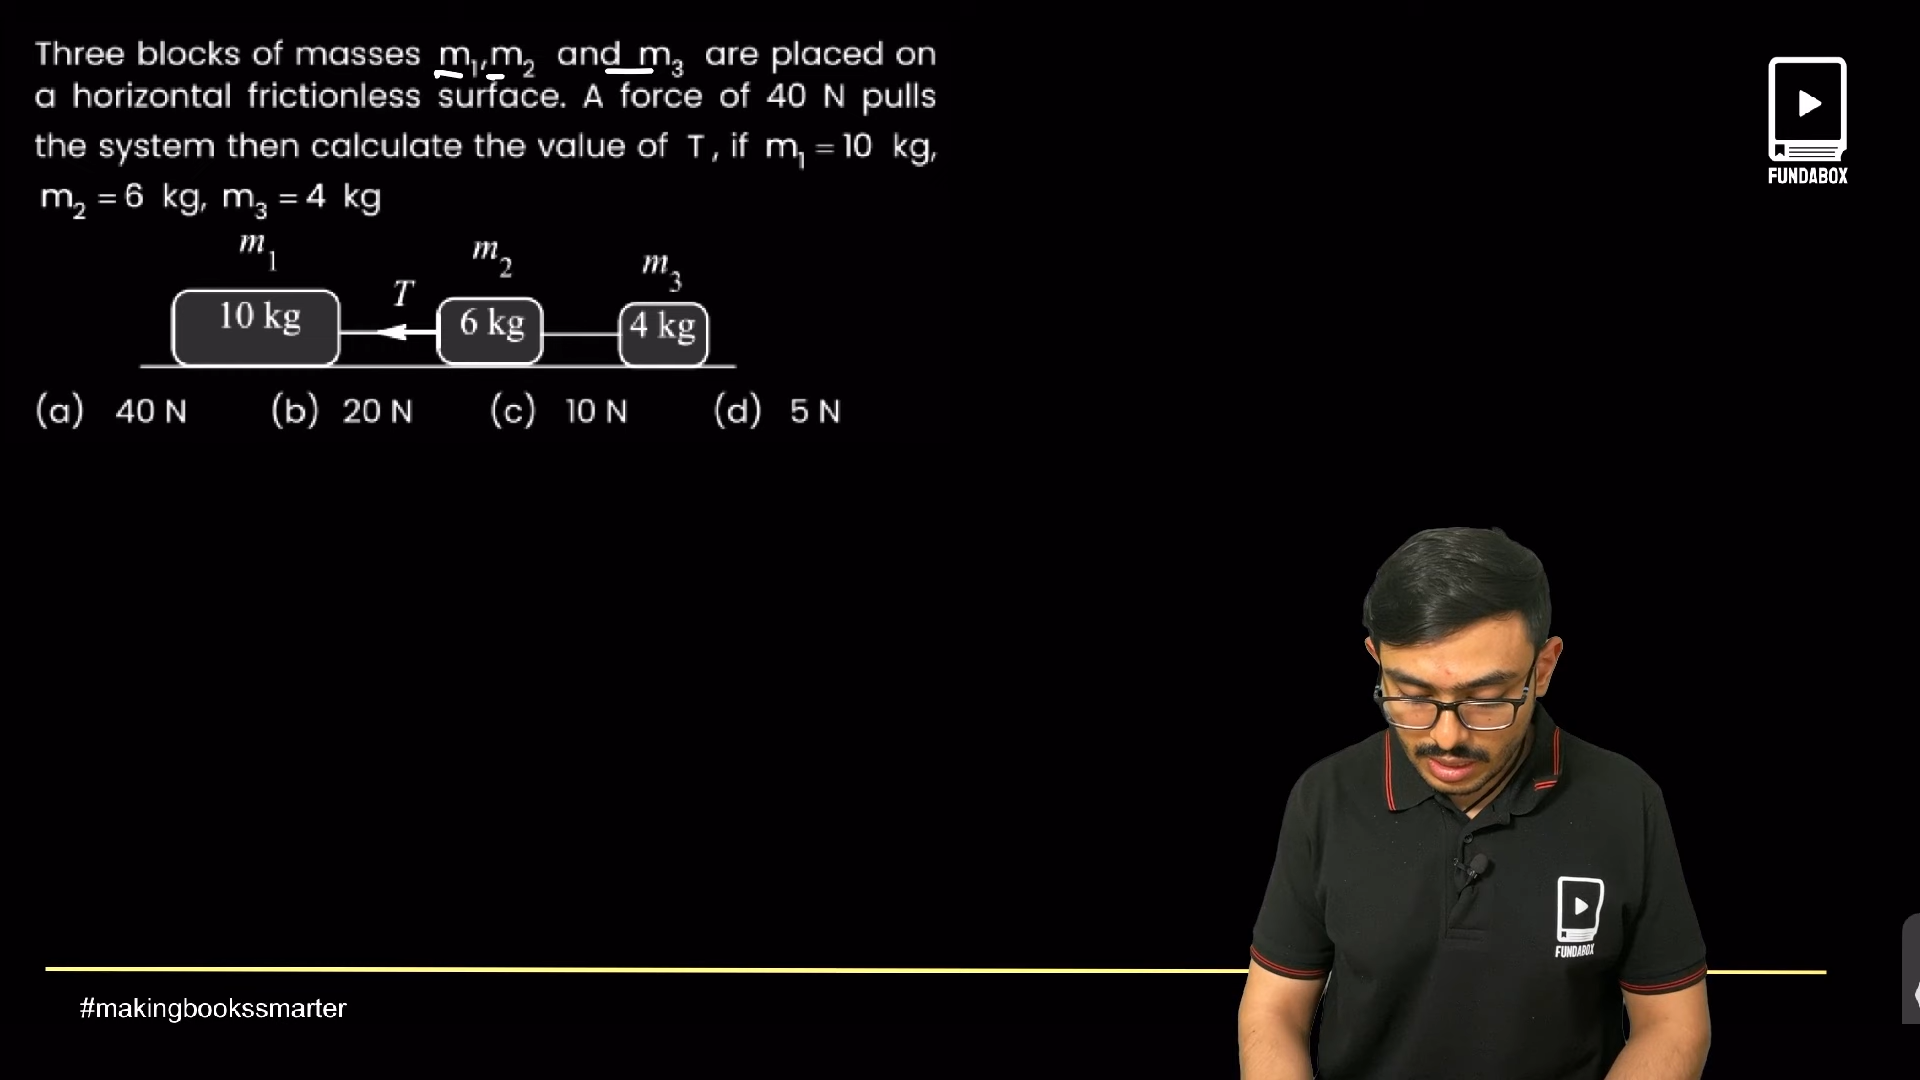 Three blocks of masses m₁,m₂ and m₃ are placed on
a horizontal frictionless surface. A force of 40 N pulls
the system then calculate the value of T, if m₁ = 10 kg,
m₂ = 6 kg, m₃ = 4 kg
m₁ m₂ m₃
T
10 kg 6 kg 4 kg
(a) 40 N (b) 20 N (c) 10 N (d) 5 N
FUNDABOX
FUNDABOX
#makingbookssmarter